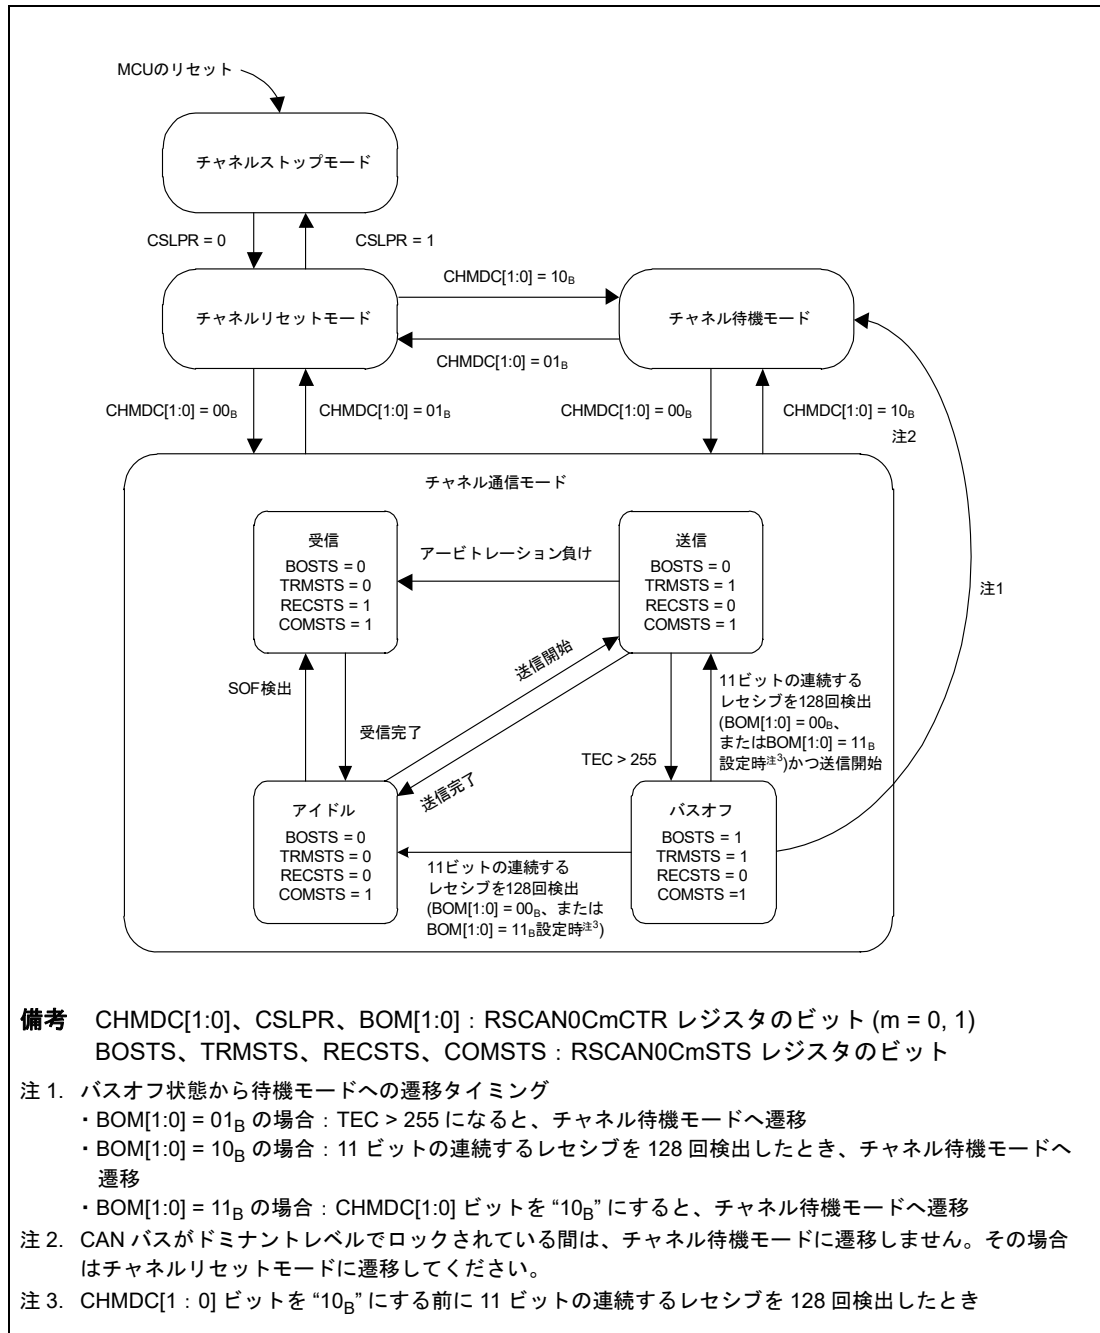 MCUのリセット
チャネルストップモード
CSLPR = 0
CSLPR = 1
CHMDC[1:0] = 10B
チャネルリセットモード
チャネル待機モード
CHMDC[1:0] = 01B
CHMDC[1:0] = 00B
CHMDC[1:0] = 01B
CHMDC[1:0] = 00B
CHMDC[1:0] = 10B
注2
チャネル通信モード
受信
BOSTS = 0
TRMSTS = 0
RECSTS = 1
COMSTS = 1
アービトレーション負け
送信
BOSTS = 0
TRMSTS = 1
RECSTS = 0
COMSTS = 1
注1
送信開始
SOF検出
受信完了
送信完了
TEC > 255
11ビットの連続する
レセシブを128回検出
(BOM[1:0] = 00B、
またはBOM[1:0] = 11B
設定時注3)かつ送信開始
アイドル
BOSTS = 0
TRMSTS = 0
RECSTS = 0
COMSTS = 1
バスオフ
BOSTS = 1
TRMSTS = 1
RECSTS = 0
COMSTS =1
11ビットの連続する
レセシブを128回検出
(BOM[1:0] = 00B、または
BOM[1:0] = 11B設定時注3)
備考 CHMDC[1:0]、CSLPR、BOM[1:0]：RSCAN0CmCTR レジスタのビット (m = 0, 1)
BOSTS、TRMSTS、RECSTS、COMSTS：RSCAN0CmSTS レジスタのビット
注 1. バスオフ状態から待機モードへの遷移タイミング
・BOM[1:0] = 01B の場合：TEC > 255 になると、チャネル待機モードへ遷移
・BOM[1:0] = 10B の場合：11 ビットの連続するレセシブを 128 回検出したとき、チャネル待機モードへ
遷移
・BOM[1:0] = 11B の場合：CHMDC[1:0] ビットを “10B” にすると、チャネル待機モードへ遷移
注 2. CAN バスがドミナントレベルでロックされている間は、チャネル待機モードに遷移しません。その場合
はチャネルリセットモードに遷移してください。
注 3. CHMDC[1：0] ビットを “10B” にする前に 11 ビットの連続するレセシブを 128 回検出したとき